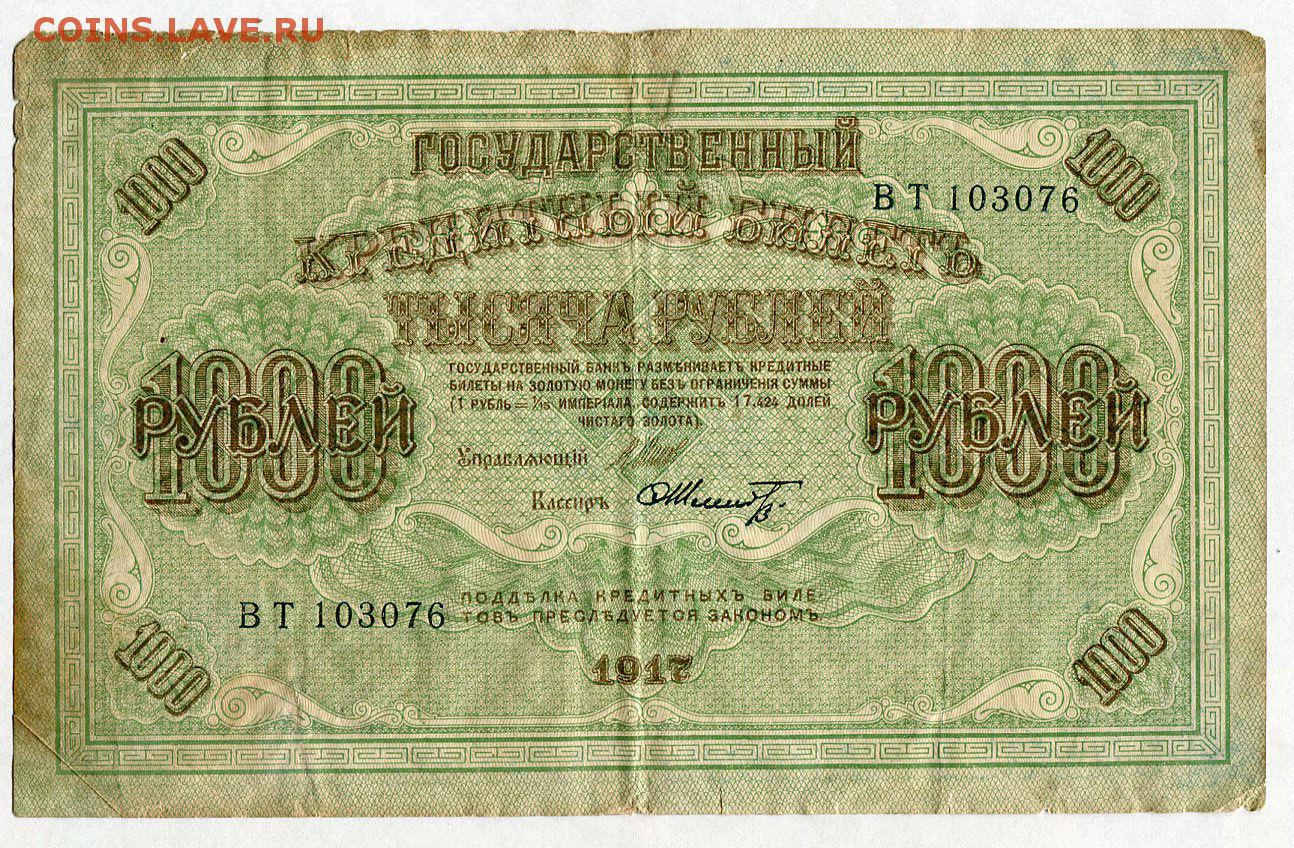 COINS.LAVE.RU
1000
1000
ГОСУДАРСТВЕННЫЙ
ВТ 103076
КРЕДИТНЫЙ БИЛЕТЪ
ТЫСЯЧА РУБЛЕЙ
1000 РУБЛЕЙ
1000 РУБЛЕЙ
ГОСУДАРСТВЕННЫЙ БАНКЪ РАЗМѢНИВАЕТЪ КРЕДИТНЫЕ
БИЛЕТЫ НА ЗОЛОТУЮ МОНЕТУ БЕЗЪ ОГРАНИЧЕНІЯ СУММЫ
(1 РУБЛЬ = 1/15 ИМПЕРІАЛА, СОДЕРЖИТЪ 17,424 ДОЛЕЙ
ЧИСТАГО ЗОЛОТА).
Управляющій
Кассиръ
ВТ 103076
ПОДДѢЛКА КРЕДИТНЫХЪ БИЛЕ-
ТОВЪ ПРЕСЛѢДУЕТСЯ ЗАКОНОМЪ
1917
1000
1000